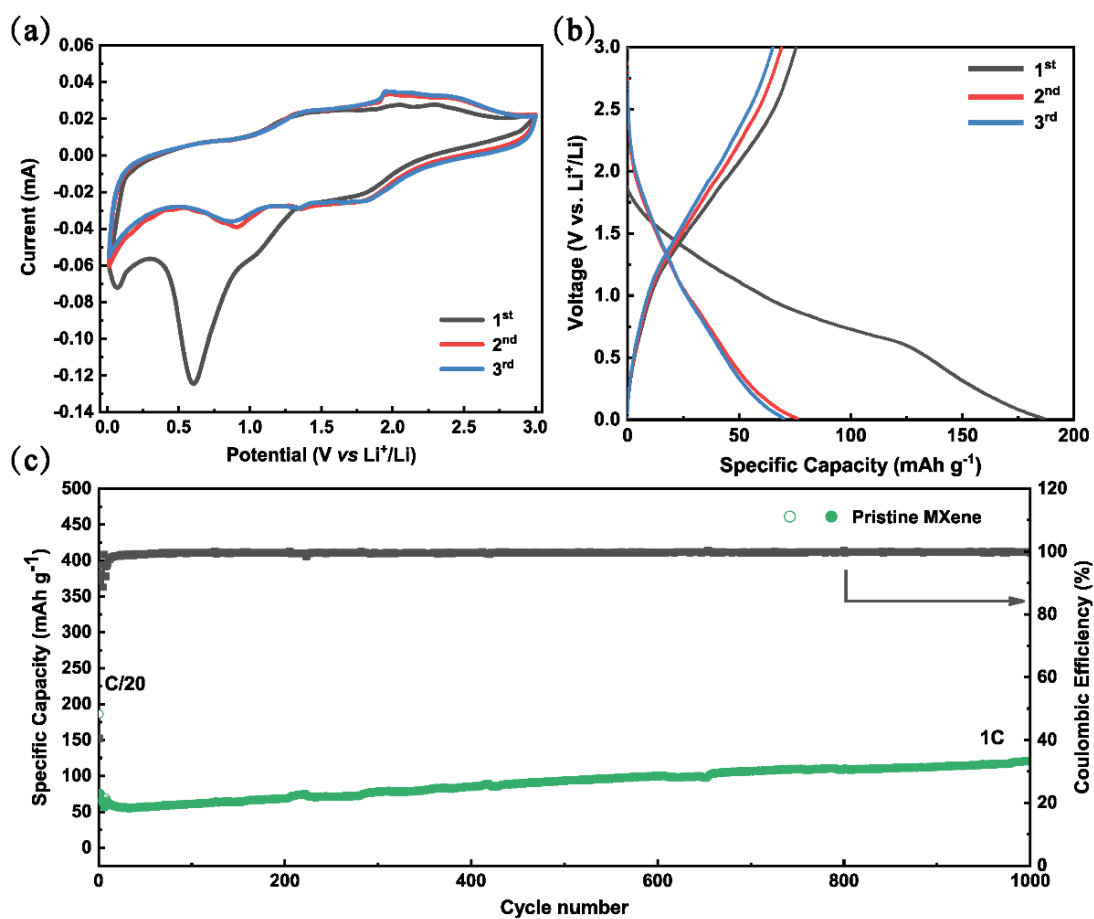 (a)
0.06
0.04
0.02
0.00
-0.02
-0.04
-0.06
-0.08
-0.10
-0.12
-0.14
Current (mA)
1st
2nd
3rd
0.0 0.5 1.0 1.5 2.0 2.5 3.0
Potential (V vs Li⁺/Li)
(b)
3.0
2.5
2.0
1.5
1.0
0.5
0.0
Voltage (V vs. Li⁺/Li)
1st
2nd
3rd
0 50 100 150 200
Specific Capacity (mAh g⁻¹)
(c)
500
450
400
350
300
250
200
150
100
50
0
Specific Capacity (mAh g⁻¹)
Pristine MXene
C/20
1C
120
100
80
60
40
20
0
Coulombic Efficiency (%)
0 200 400 600 800 1000
Cycle number